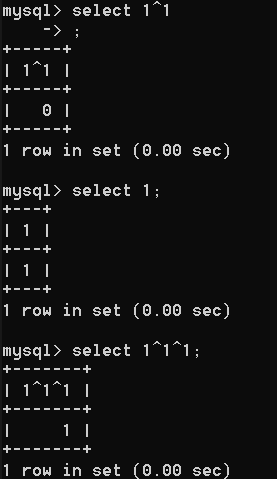 mysql> select 1^1
    -> ;
+-----+
| 1^1 |
+-----+
|   0 |
+-----+
1 row in set (0.00 sec)
mysql> select 1;
+---+
| 1 |
+---+
| 1 |
+---+
1 row in set (0.00 sec)
mysql> select 1^1^1;
+-------+
| 1^1^1 |
+-------+
|     1 |
+-------+
1 row in set (0.00 sec)